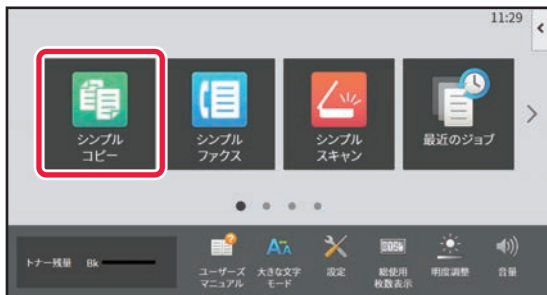 11:29
シンプル
コピー
シンプル
ファクス
シンプル
スキャン
最近のジョブ
トナー残量 Bk
ユーザーズ
マニュアル
大きな文字
モード
設定
総使用
枚数表示
明度調整
音量